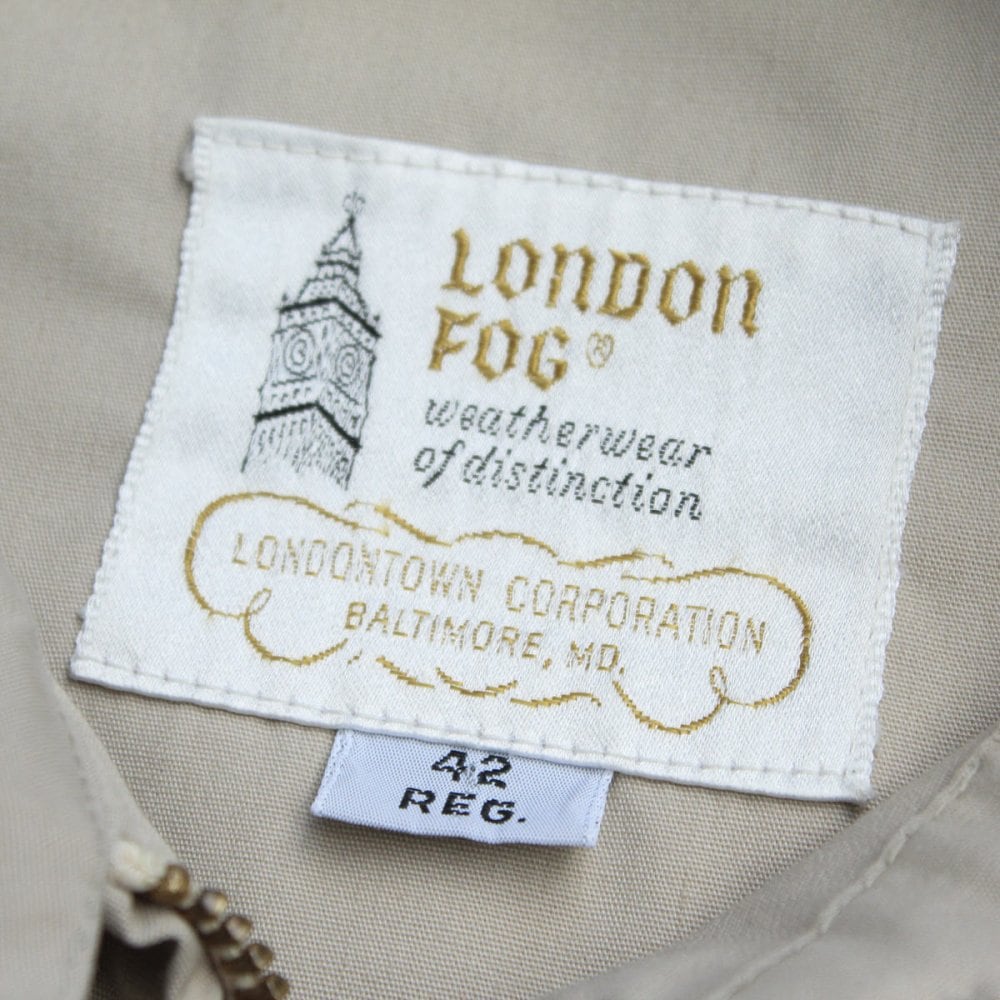 LONDON
FOG®
weatherwear
of distinction
LONDONTOWN CORPORATION
BALTIMORE, MD.
42
REG.